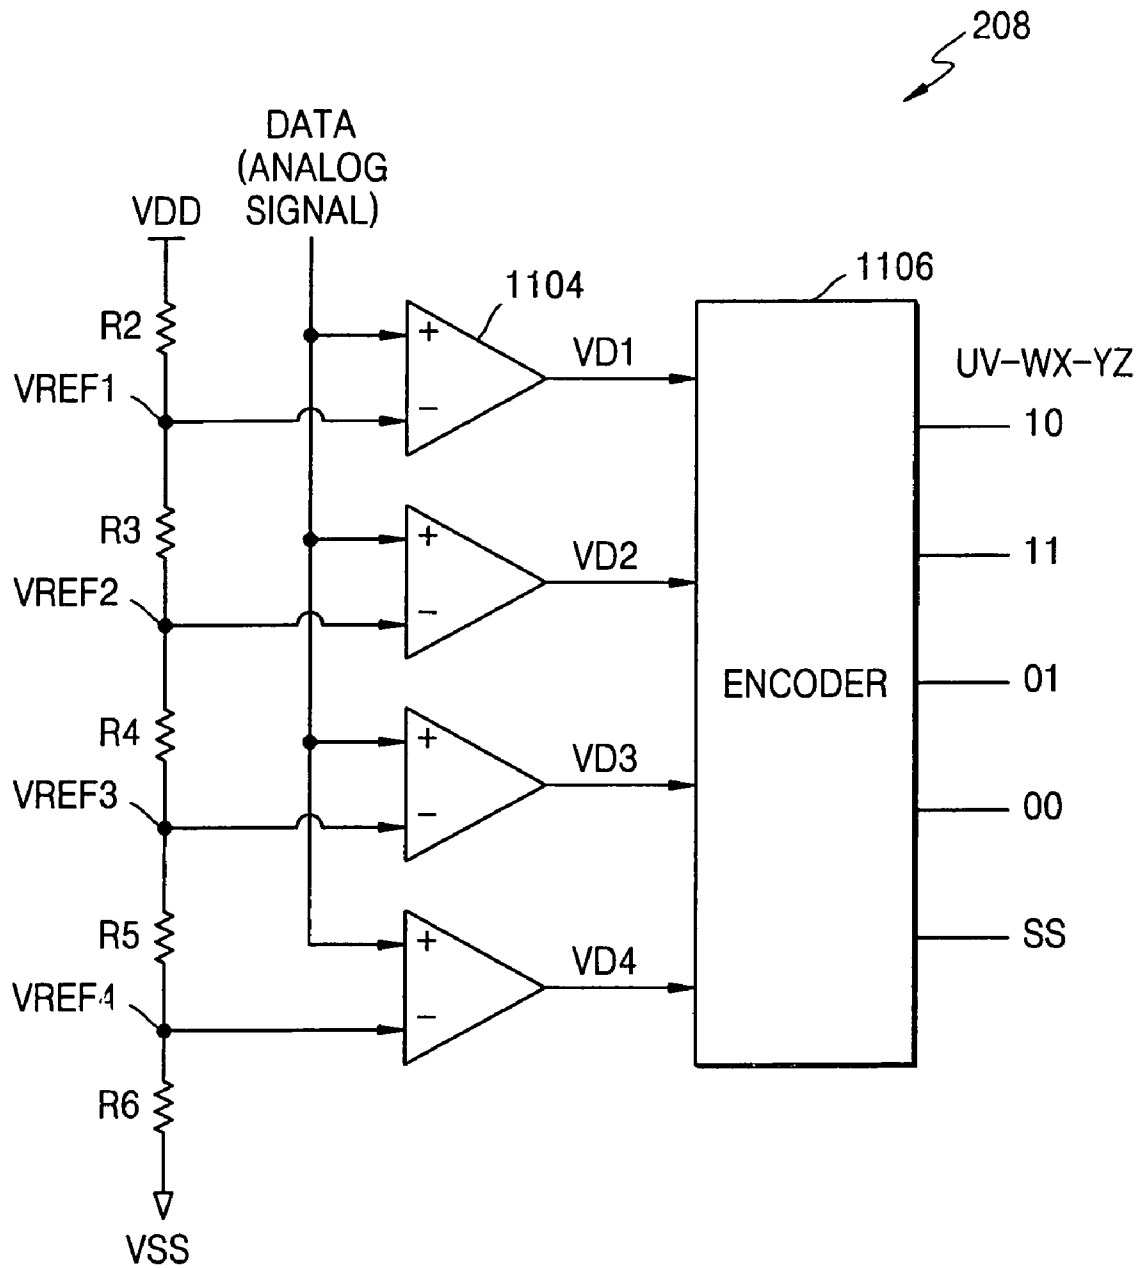 208
DATA
(ANALOG
SIGNAL)
VDD
1104
1106
R2
+
VD1
UV-WX-YZ
VREF1
−
10
R3
+
VD2
11
VREF2
−
ENCODER
01
R4
+
VD3
VREF3
−
00
R5
+
VD4
SS
VREF4
−
R6
VSS